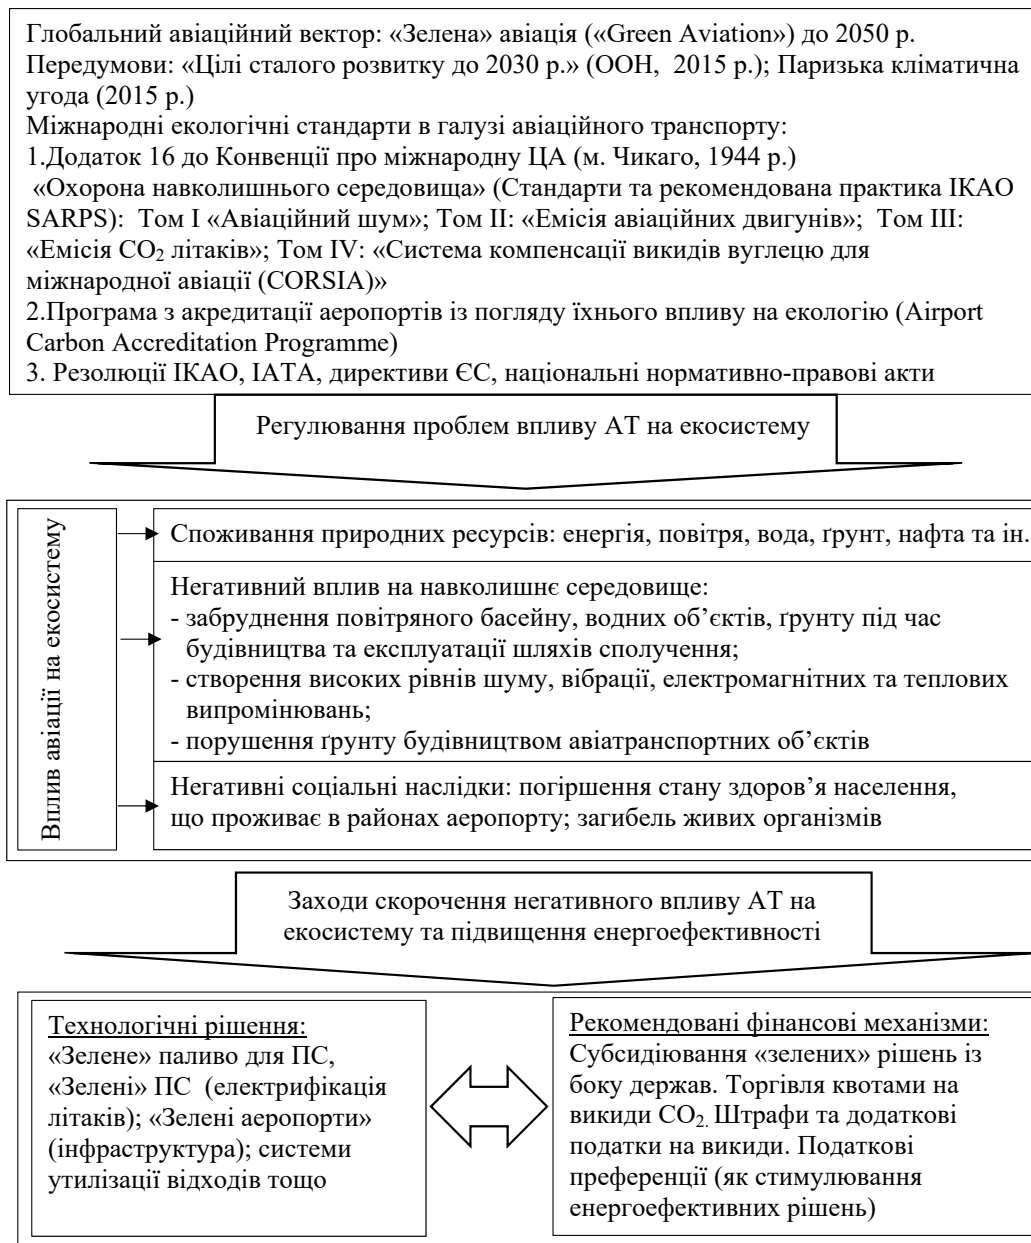 Глобальний авіаційний вектор: «Зелена» авіація («Green Aviation») до 2050 р.
Передумови: «Цілі сталого розвитку до 2030 р.» (ООН, 2015 р.); Паризька кліматична
угода (2015 р.)
Міжнародні екологічні стандарти в галузі авіаційного транспорту:
1.Додаток 16 до Конвенції про міжнародну ЦА (м. Чикаго, 1944 р.)
«Охорона навколишнього середовища» (Стандарти та рекомендована практика ІКАО
SARPS): Том I «Авіаційний шум»; Том II: «Емісія авіаційних двигунів»; Том III:
«Емісія CO₂ літаків»; Том IV: «Система компенсації викидів вуглецю для
міжнародної авіації (CORSIA)»
2.Програма з акредитації аеропортів із погляду їхнього впливу на екологію (Airport
Carbon Accreditation Programme)
3. Резолюції ІКАО, ІАТА, директиви ЄС, національні нормативно-правові акти
Регулювання проблем впливу АТ на екосистему
Вплив авіації на екосистему
Споживання природних ресурсів: енергія, повітря, вода, ґрунт, нафта та ін.
Негативний вплив на навколишнє середовище:
- забруднення повітряного басейну, водних об’єктів, ґрунту під час
будівництва та експлуатації шляхів сполучення;
- створення високих рівнів шуму, вібрації, електромагнітних та теплових
випромінювань;
- порушення ґрунту будівництвом авіатранспортних об’єктів
Негативні соціальні наслідки: погіршення стану здоров’я населення,
що проживає в районах аеропорту; загибель живих організмів
Заходи скорочення негативного впливу АТ на
екосистему та підвищення енергоефективності
Технологічні рішення:
«Зелене» паливо для ПС,
«Зелені» ПС (електрифікація
літаків); «Зелені аеропорти»
(інфраструктура); системи
утилізації відходів тощо
Рекомендовані фінансові механізми:
Субсидіювання «зелених» рішень із
боку держав. Торгівля квотами на
викиди CO₂. Штрафи та додаткові
податки на викиди. Податкові
преференції (як стимулювання
енергоефективних рішень)